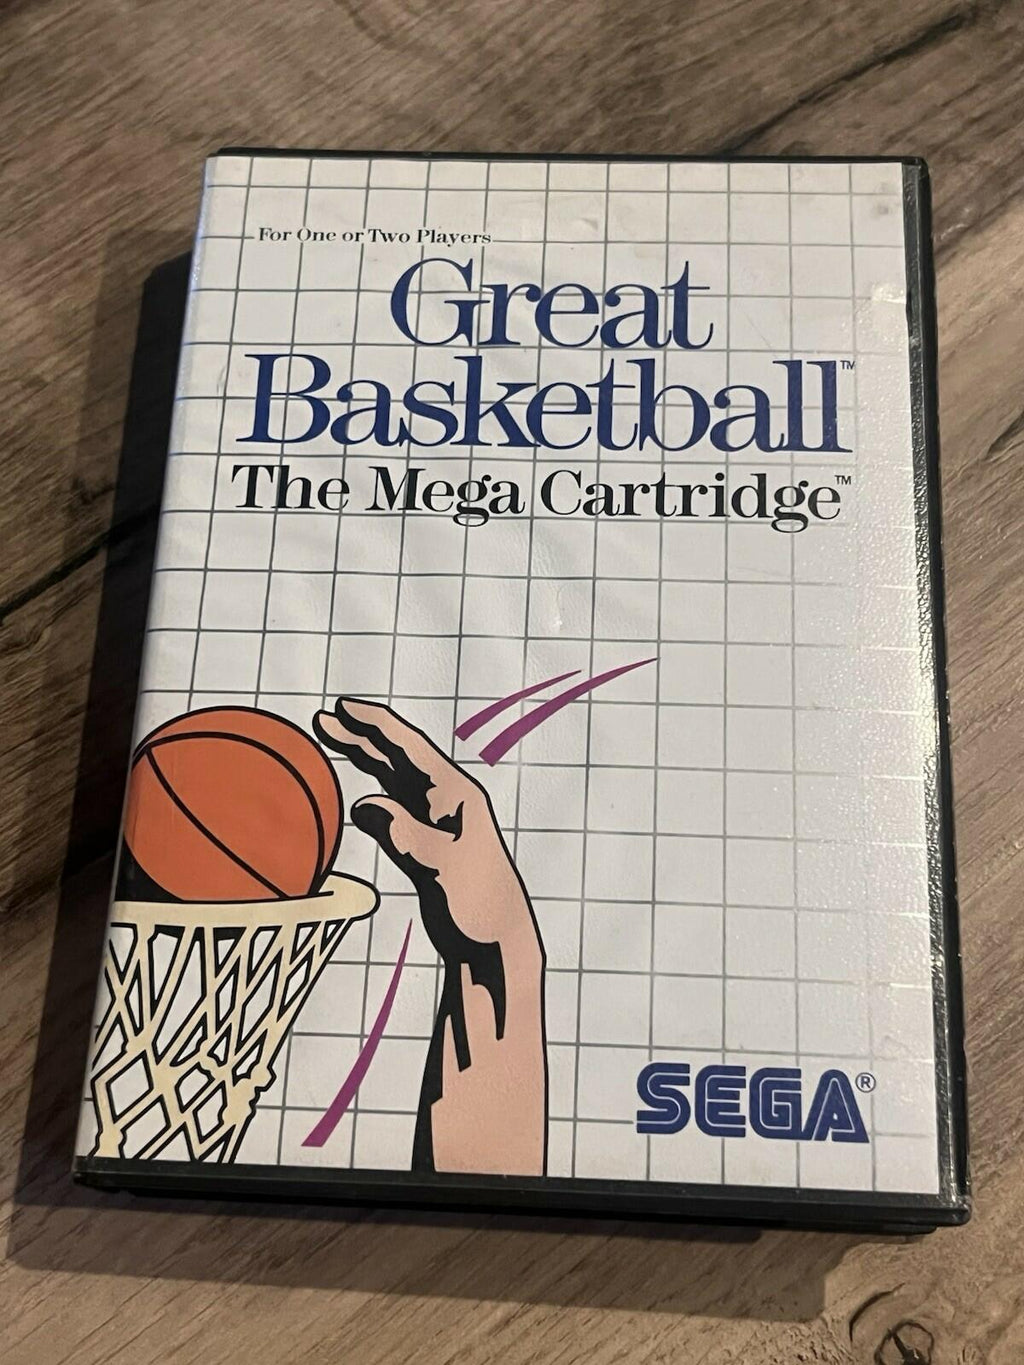 For One or Two Players
Great
Basketball™
The Mega Cartridge™
SEGA®